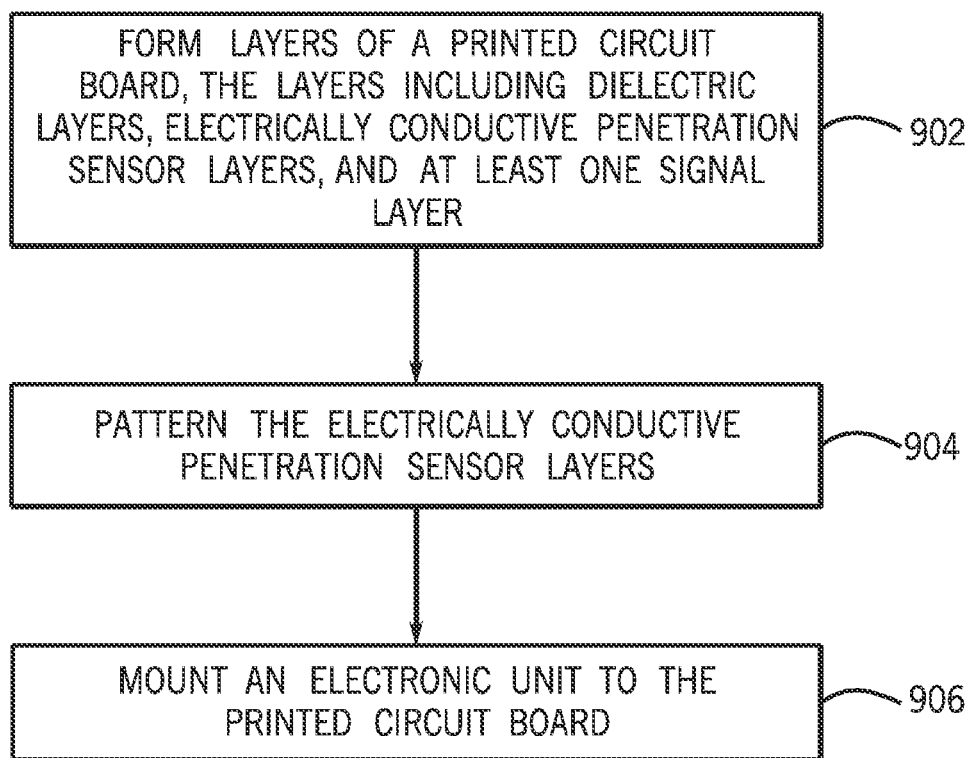 FORM LAYERS OF A PRINTED CIRCUIT
BOARD, THE LAYERS INCLUDING DIELECTRIC
LAYERS, ELECTRICALLY CONDUCTIVE PENETRATION
SENSOR LAYERS, AND AT LEAST ONE SIGNAL
LAYER
902
PATTERN THE ELECTRICALLY CONDUCTIVE
PENETRATION SENSOR LAYERS
904
MOUNT AN ELECTRONIC UNIT TO THE
PRINTED CIRCUIT BOARD
906